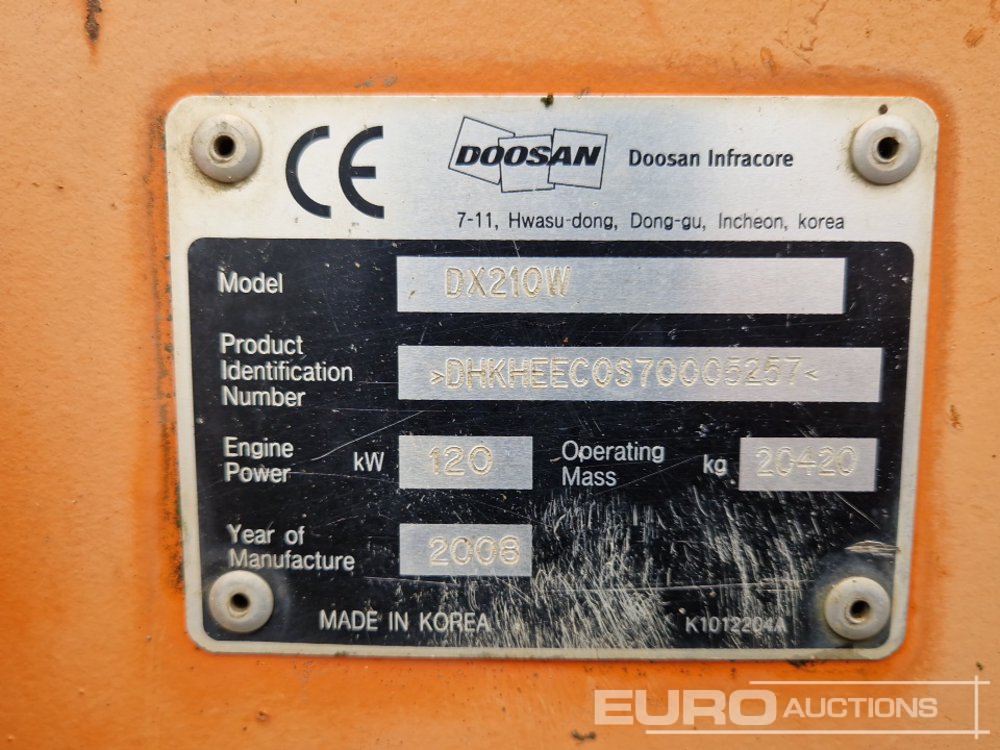 CE
DOOSAN Doosan Infracore
7-11, Hwasu-dong, Dong-gu, Incheon, korea
Model DX210W
Product
Identification
Number >DHKHEEC0S70005257<
Engine
Power kW 120 Operating
Mass kg 20420
Year of
Manufacture 2008
MADE IN KOREA K1012204A
EURO AUCTIONS